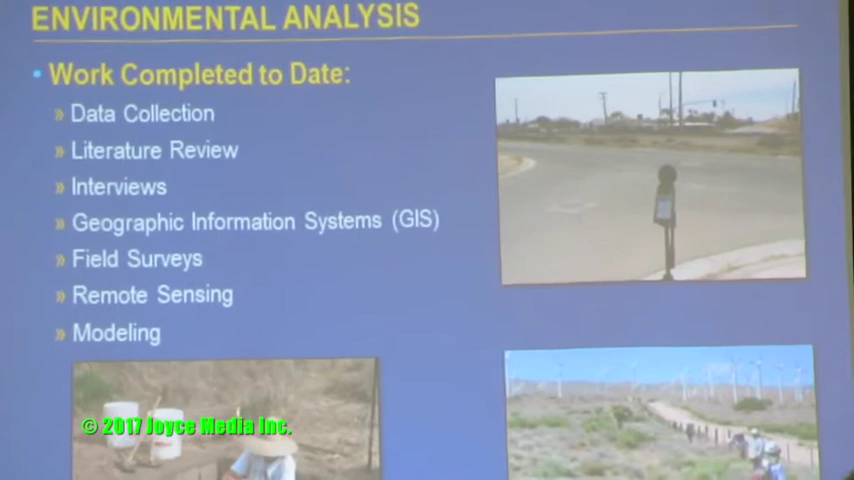 ENVIRONMENTAL ANALYSIS
• Work Completed to Date:
» Data Collection
» Literature Review
» Interviews
» Geographic Information Systems (GIS)
» Field Surveys
» Remote Sensing
» Modeling
© 2017 Joyce Media Inc.